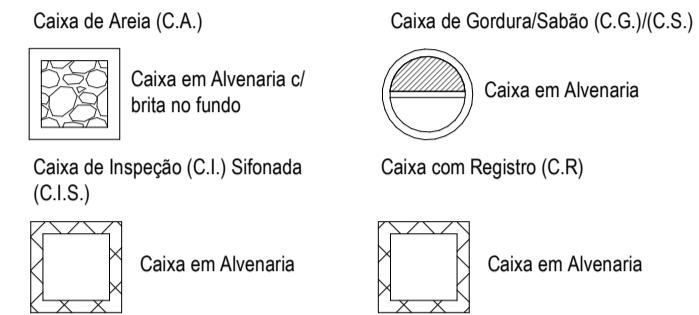 Caixa de Areia (C.A.)
Caixa em Alvenaria c/
brita no fundo
Caixa de Gordura/Sabão (C.G.)/(C.S.)
Caixa em Alvenaria
Caixa de Inspeção (C.I.) Sifonada
(C.I.S.)
Caixa em Alvenaria
Caixa com Registro (C.R)
Caixa em Alvenaria